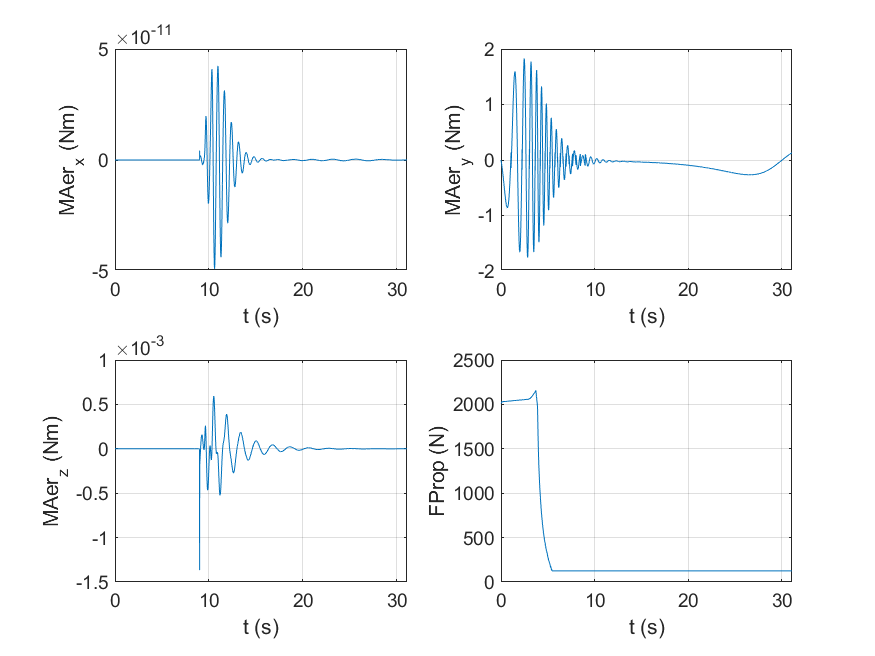 ×10^-11
5
0
-5
MAer_x (Nm)
0 10 20 30
t (s)
2
1
0
-1
-2
MAer_y (Nm)
0 10 20 30
t (s)
×10^-3
1
0.5
0
-0.5
-1
-1.5
MAer_z (Nm)
0 10 20 30
t (s)
2500
2000
1500
1000
500
0
FProp (N)
0 10 20 30
t (s)